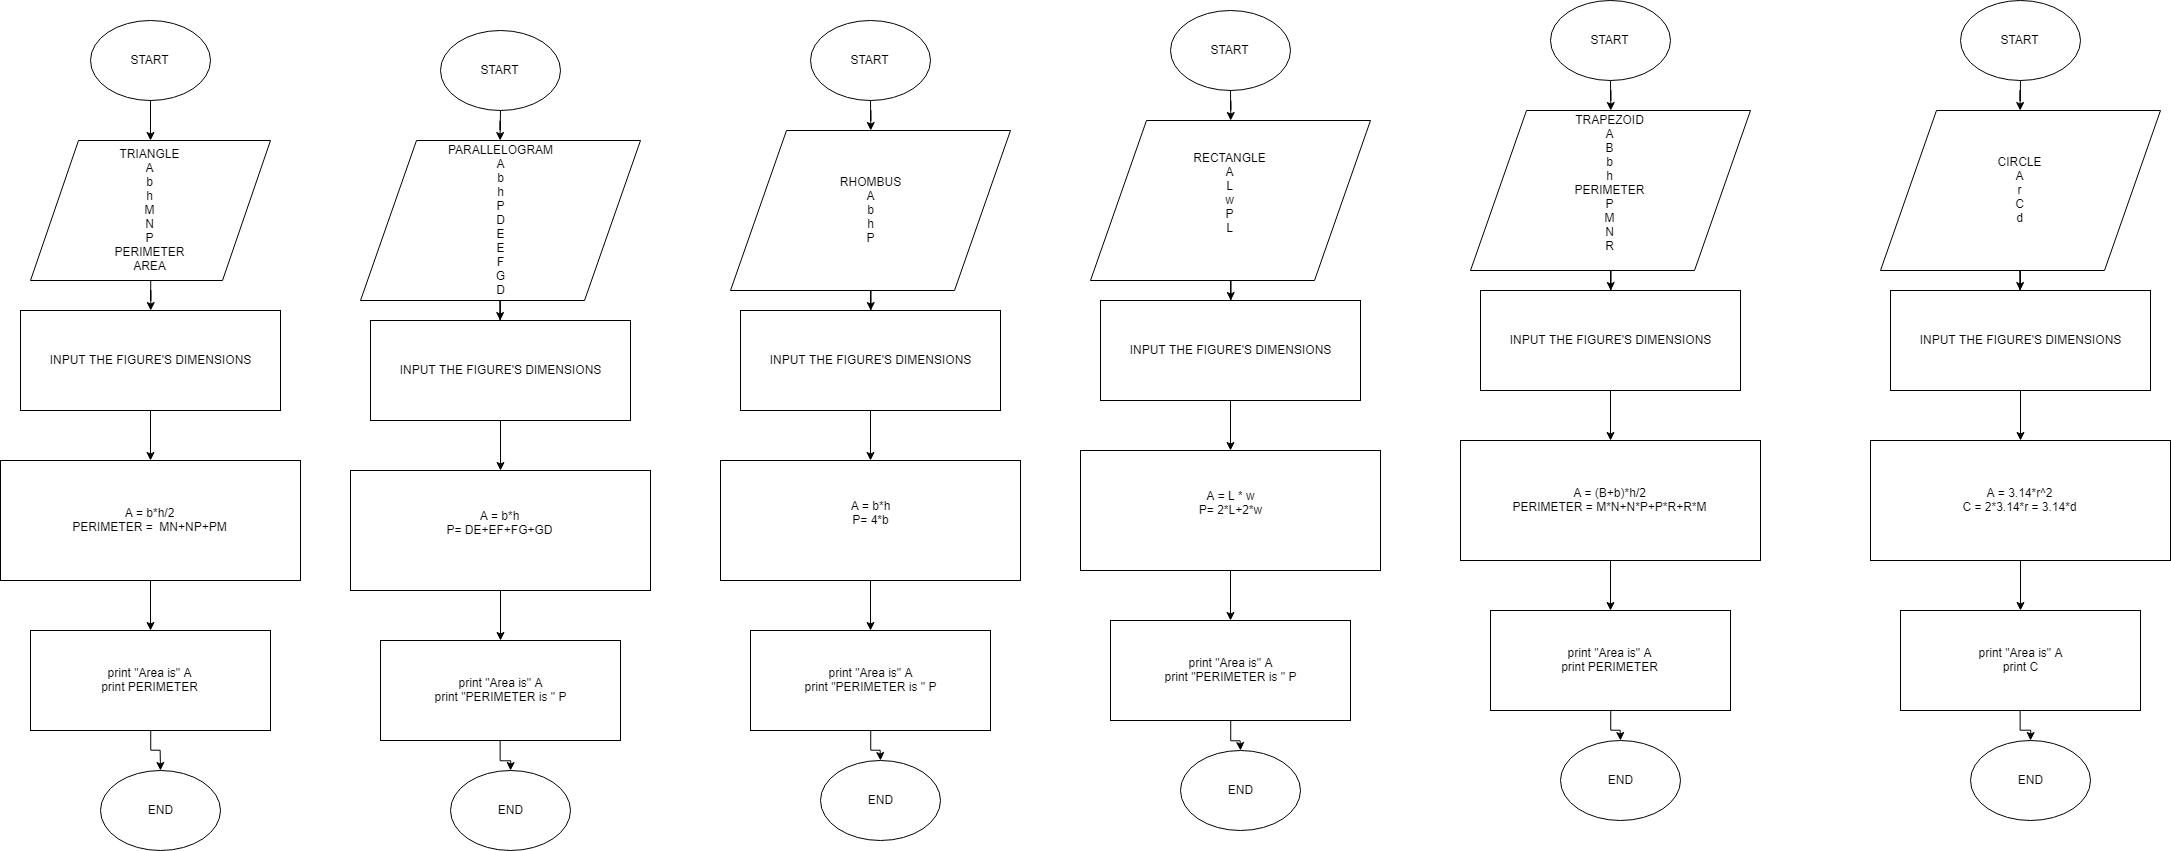 START
TRIANGLE
A
b
h
M
N
P
PERIMETER
AREA
INPUT THE FIGURE'S DIMENSIONS
A = b*h/2
PERIMETER =  MN+NP+PM
print "Area is" A
print PERIMETER
END
START
PARALLELOGRAM
A
b
h
P
D
E
E
F
G
D
INPUT THE FIGURE'S DIMENSIONS
A = b*h
P= DE+EF+FG+GD
print "Area is" A
print "PERIMETER is " P
END
START
RHOMBUS
A
b
h
P
INPUT THE FIGURE'S DIMENSIONS
A = b*h
P= 4*b
print "Area is" A
print "PERIMETER is " P
END
START
RECTANGLE
A
L
w
P
L
INPUT THE FIGURE'S DIMENSIONS
A = L * w
P= 2*L+2*w
print "Area is" A
print "PERIMETER is " P
END
START
TRAPEZOID
A
B
b
h
PERIMETER
P
M
N
R
INPUT THE FIGURE'S DIMENSIONS
A = (B+b)*h/2
PERIMETER = M*N+N*P+P*R+R*M
print "Area is" A
print PERIMETER
END
START
CIRCLE
A
r
C
d
INPUT THE FIGURE'S DIMENSIONS
A = 3.14*r^2
C = 2*3.14*r = 3.14*d
print "Area is" A
print C
END